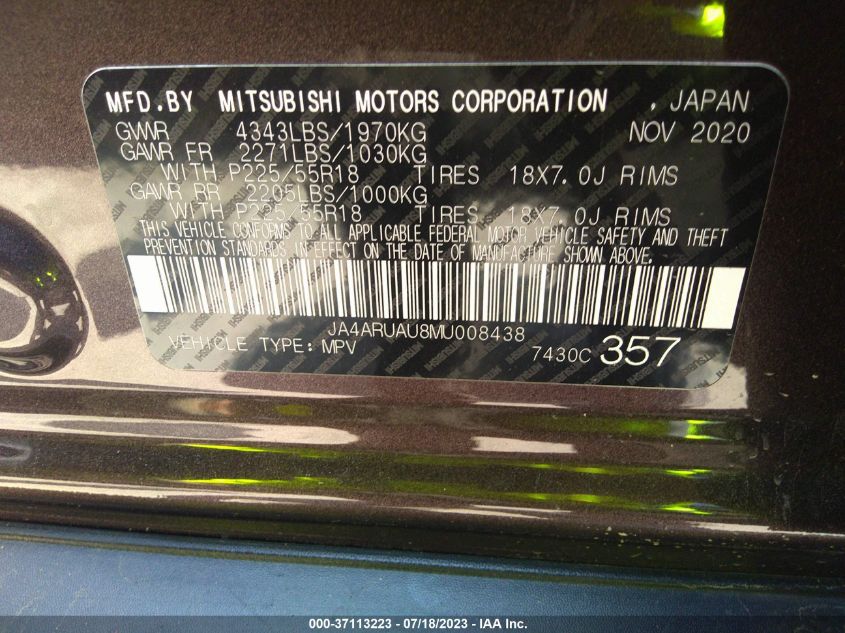 MFD.BY MITSUBISHI MOTORS CORPORATION , JAPAN
GVWR 4343LBS/1970KG NOV 2020
GAWR FR 2271LBS/1030KG
WITH P225/55R18 TIRES 18X7.0J RIMS
GAWR RR 2205LBS/1000KG
WITH P225/55R18 TIRES 18X7.0J RIMS
THIS VEHICLE CONFORMS TO ALL APPLICABLE FEDERAL MOTOR VEHICLE SAFETY AND THEFT
PREVENTION STANDARDS IN EFFECT ON THE DATE OF MANUFACTURE SHOWN ABOVE.
JA4ARUAU8MU008438
VEHICLE TYPE: MPV 7430C 357
000-37113223 - 07/18/2023 - IAA Inc.